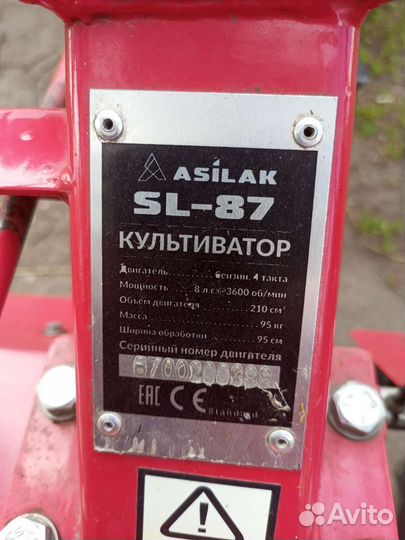 ASILAK
SL-87
КУЛЬТИВАТОР
Двигатель бензин, 4 такта
Мощность 8 л.с.@3600 об/мин
Объем двигателя 210 см³
Масса 95 кг
Ширина обработки 95 см
Серийный номер двигателя
EAC CE
Standard
Avito